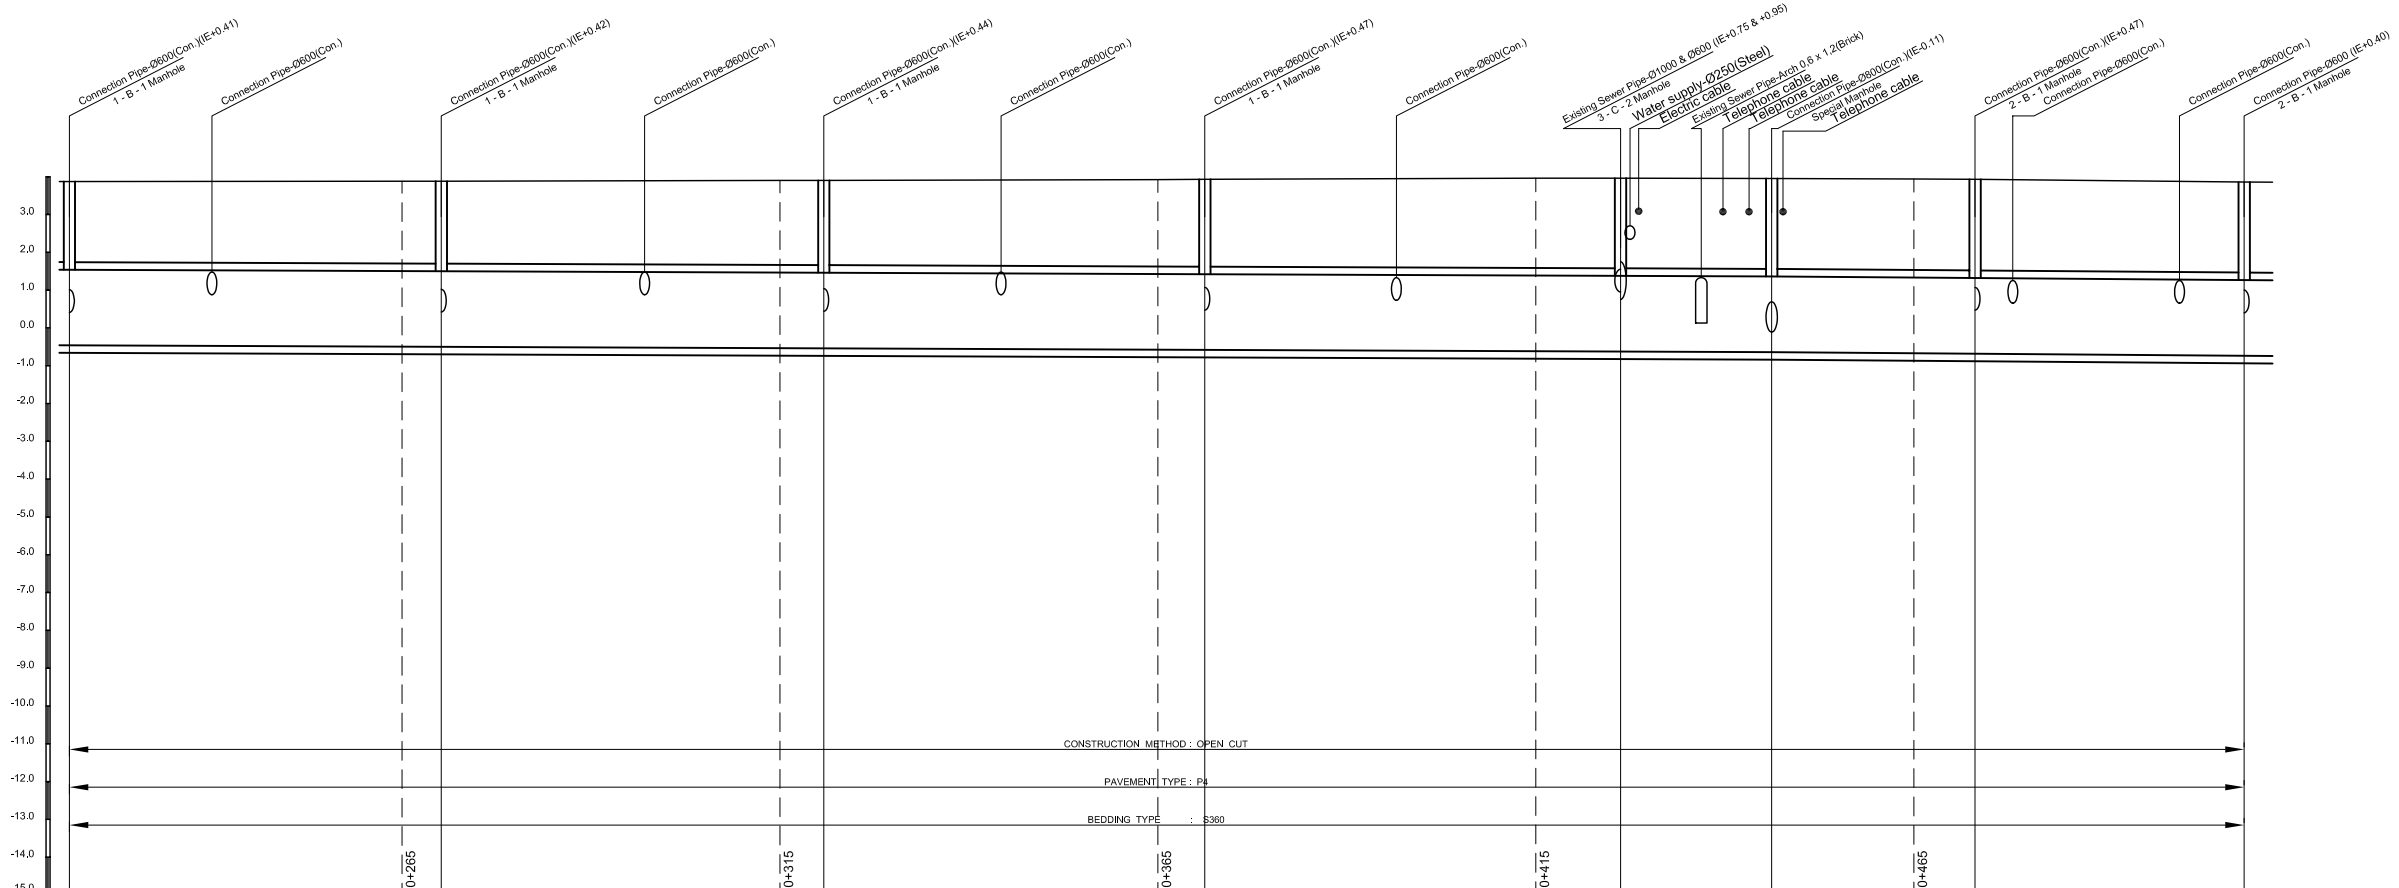 Connection Pipe-Ø600(Con.)(IE+0.41)
1 - B - 1 Manhole
Connection Pipe-Ø600(Con.)
Connection Pipe-Ø600(Con.)(IE+0.42)
1 - B - 1 Manhole
Connection Pipe-Ø600(Con.)
Connection Pipe-Ø600(Con.)(IE+0.44)
1 - B - 1 Manhole
Connection Pipe-Ø600(Con.)
Connection Pipe-Ø600(Con.)(IE+0.47)
1 - B - 1 Manhole
Connection Pipe-Ø600(Con.)
Existing Sewer Pipe-Ø1000 & Ø600 (IE+0.75 & +0.95)
3 - C - 2 Manhole
Water supply-Ø250(Steel)
Electric cable
Existing Sewer Pipe-Arch 0.6 x 1.2(Brick)
Telephone cable
Telephone cable
Connection Pipe-Ø800(Con.)(IE-0.11)
Special Manhole
Telephone cable
Connection Pipe-Ø600(Con.)(IE+0.47)
2 - B - 1 Manhole
Connection Pipe-Ø600(Con.)
Connection Pipe-Ø600(Con.)
Connection Pipe-Ø600 (IE+0.40)
2 - B - 1 Manhole
3.0
2.0
1.0
0.0
-1.0
-2.0
-3.0
-4.0
-5.0
-6.0
-7.0
-8.0
-9.0
-10.0
-11.0
-12.0
-13.0
-14.0
CONSTRUCTION METHOD : OPEN CUT
PAVEMENT TYPE : P4
BEDDING TYPE : S360
0+265
0+315
0+365
0+415
0+465